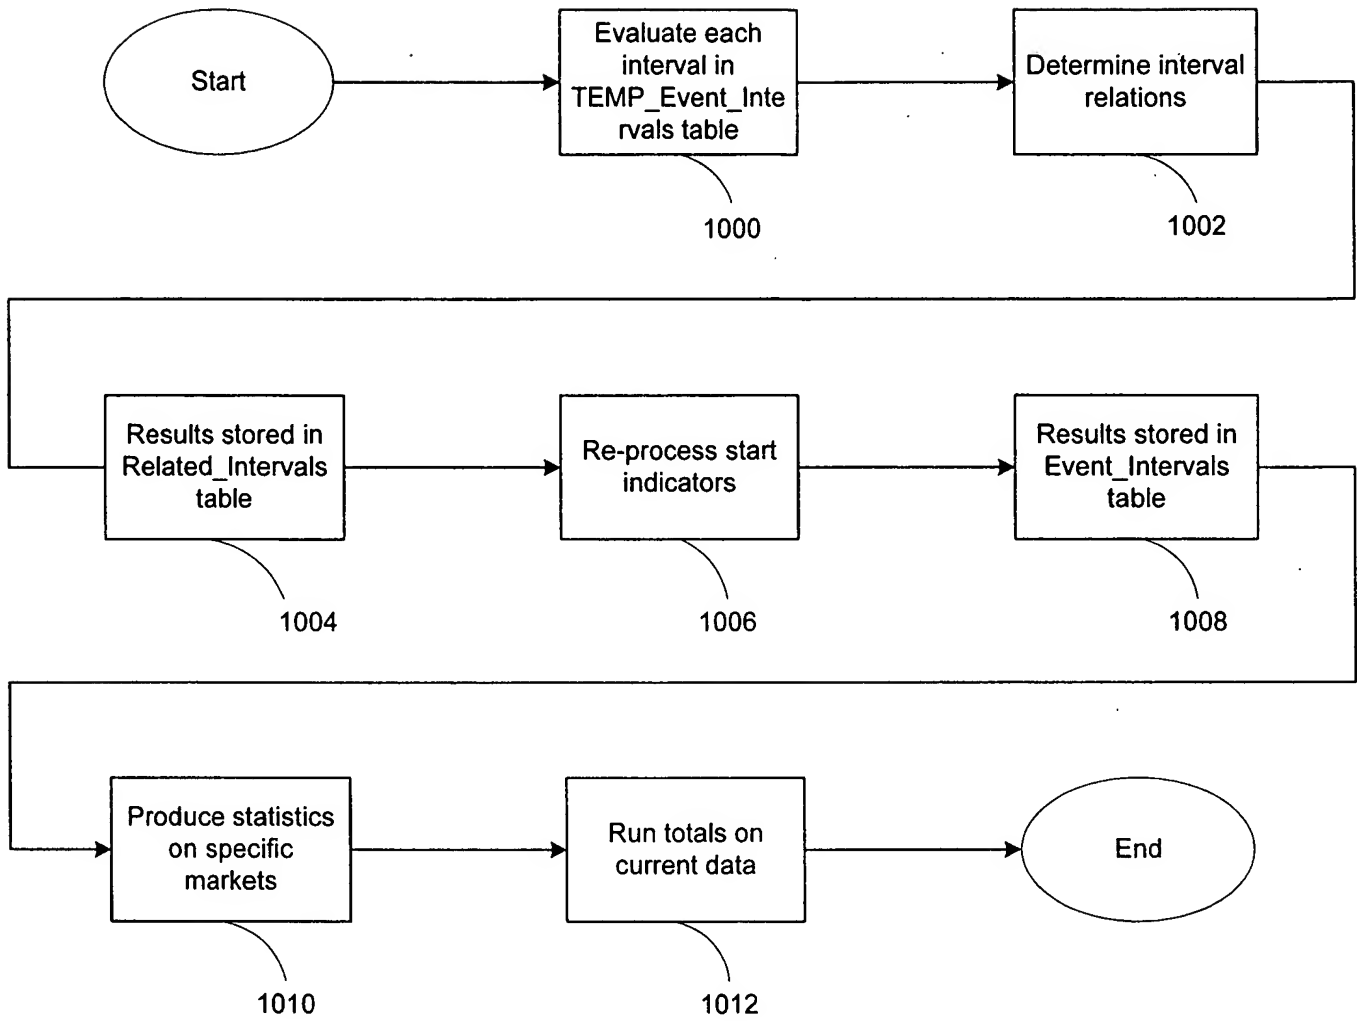 Start
Evaluate each
interval in
TEMP_Event_Inte
rvals table
Determine interval
relations
1000
1002
Results stored in
Related_Intervals
table
Re-process start
indicators
Results stored in
Event_Intervals
table
1004
1006
1008
Produce statistics
on specific
markets
Run totals on
current data
End
1010
1012